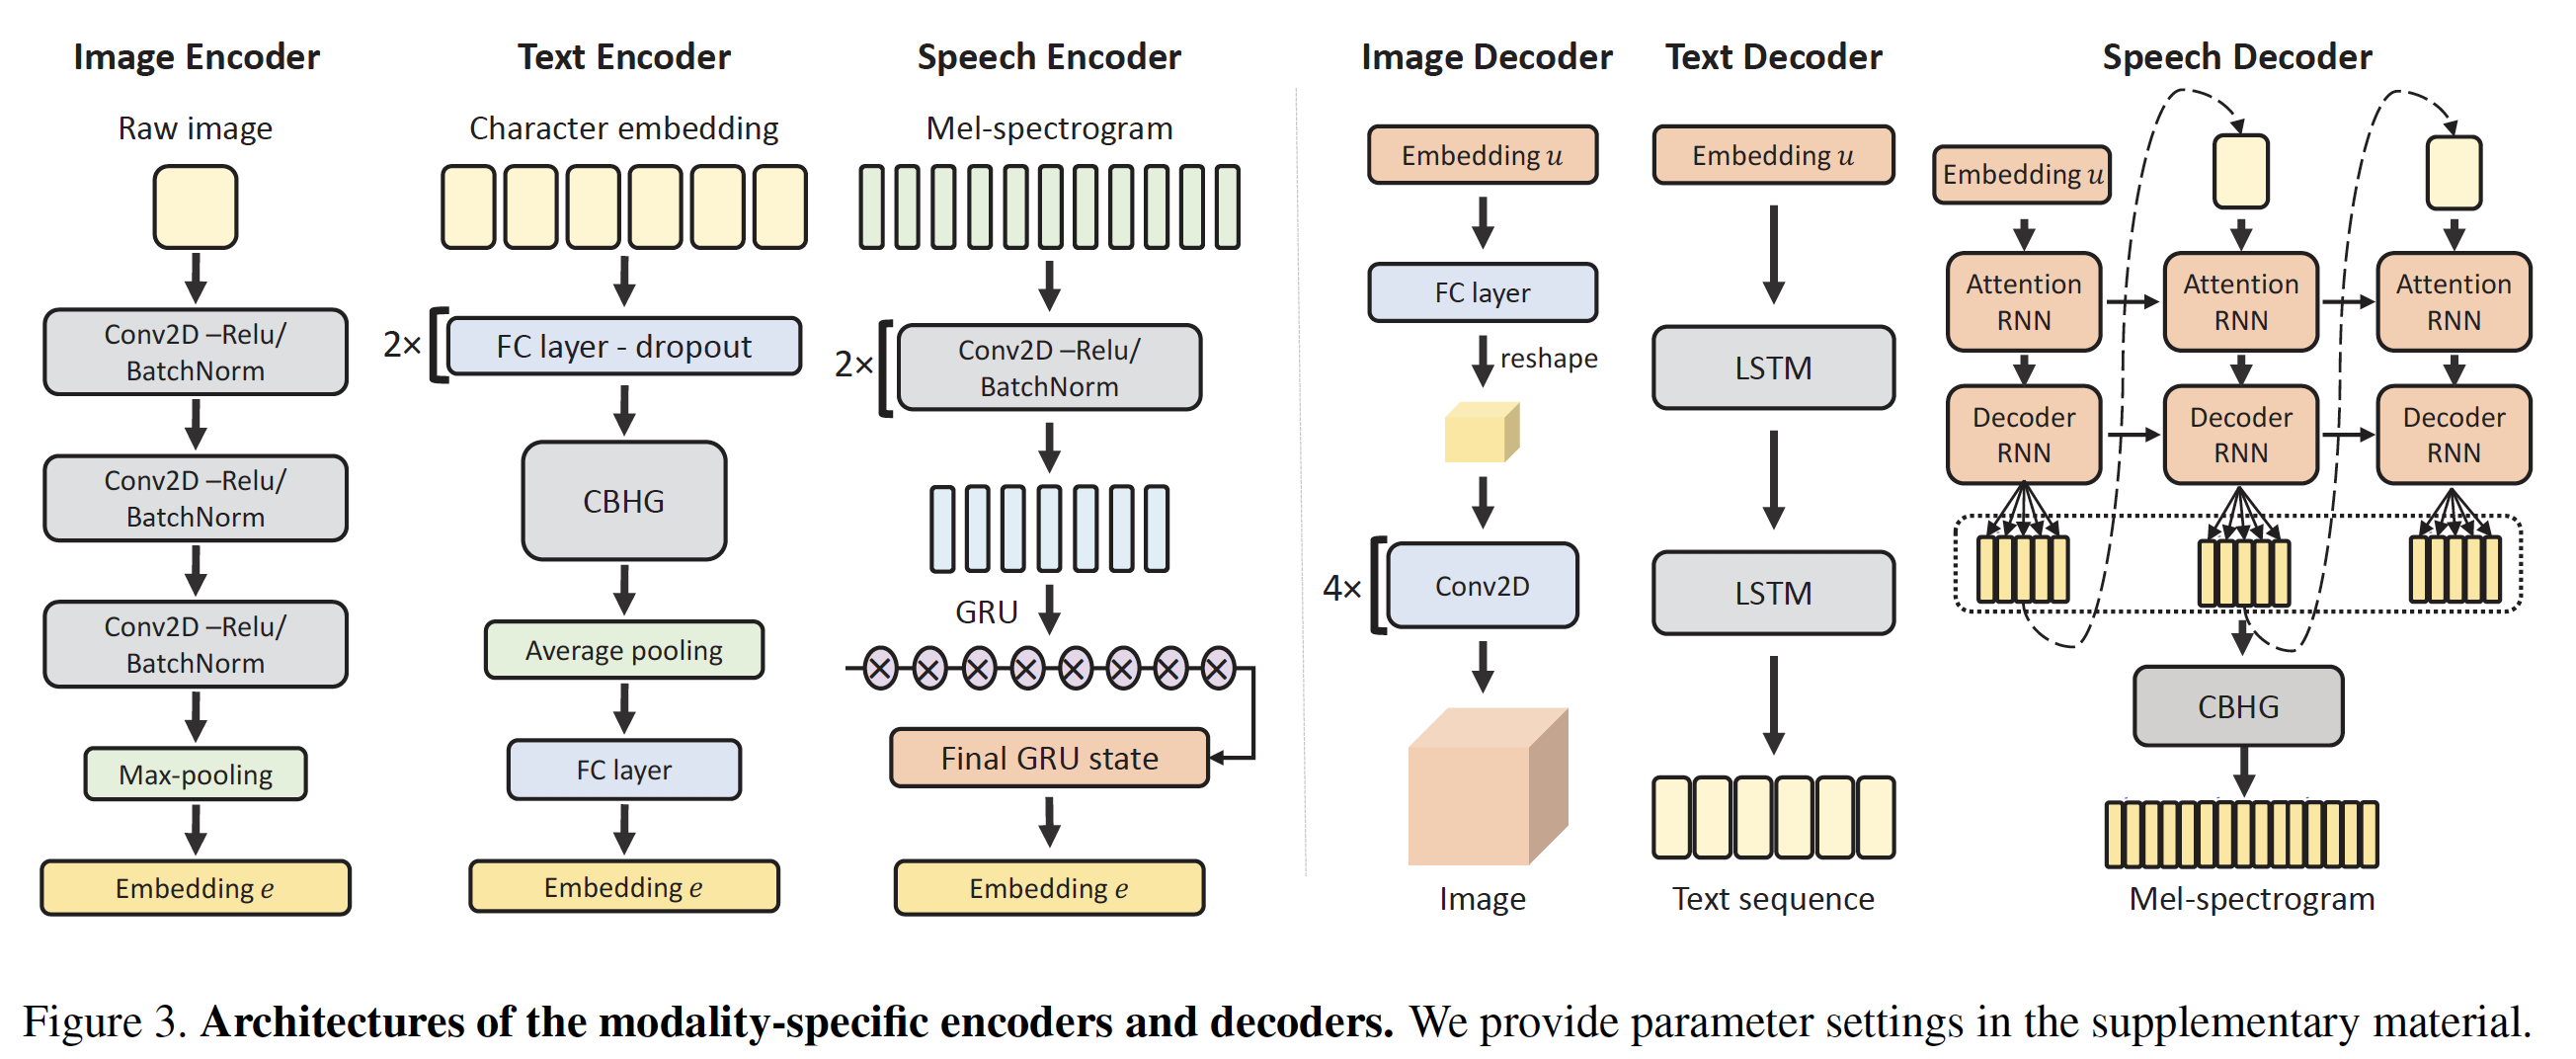 Image Encoder
Raw image
Conv2D –Relu/
BatchNorm
Conv2D –Relu/
BatchNorm
Conv2D –Relu/
BatchNorm
Max-pooling
Embedding e
Text Encoder
Character embedding
2×
FC layer - dropout
CBHG
Average pooling
FC layer
Embedding e
Speech Encoder
Mel-spectrogram
2×
Conv2D –Relu/
BatchNorm
GRU
Final GRU state
Embedding e
Image Decoder
Embedding u
FC layer
reshape
4×
Conv2D
Image
Text Decoder
Embedding u
LSTM
LSTM
Text sequence
Speech Decoder
Embedding u
Attention
RNN
Attention
RNN
Attention
RNN
Decoder
RNN
Decoder
RNN
Decoder
RNN
CBHG
Mel-spectrogram
Figure 3. Architectures of the modality-specific encoders and decoders. We provide parameter settings in the supplementary material.